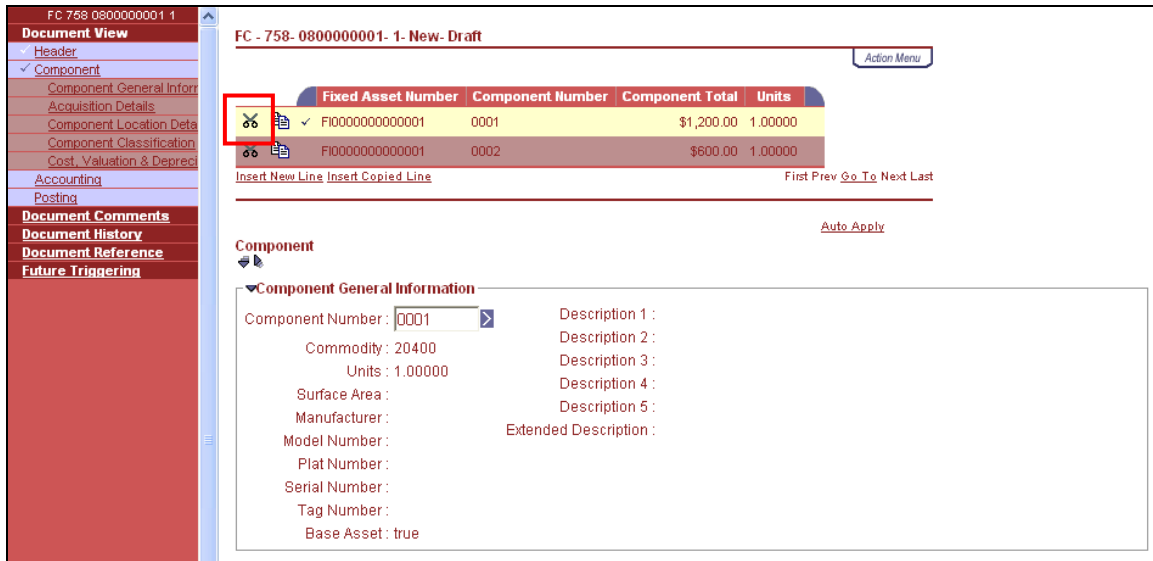 FC 758 0800000001 1
Document View
Header
Component
Component General Inforr
Acquisition Details
Component Location Deta
Component Classification
Cost, Valuation & Depreci
Accounting
Posting
Document Comments
Document History
Document Reference
Future Triggering
FC - 758- 0800000001- 1- New- Draft
Action Menu
Fixed Asset Number Component Number Component Total Units
FI0000000000001 0001 $1,200.00 1.00000
FI0000000000001 0002 $600.00 1.00000
Insert New Line Insert Copied Line First Prev Go To Next Last
Auto Apply
Component
Component General Information
Component Number : 0001
Commodity : 20400
Units : 1.00000
Surface Area :
Manufacturer :
Model Number :
Plat Number :
Serial Number :
Tag Number :
Base Asset : true
Description 1 :
Description 2 :
Description 3 :
Description 4 :
Description 5 :
Extended Description :